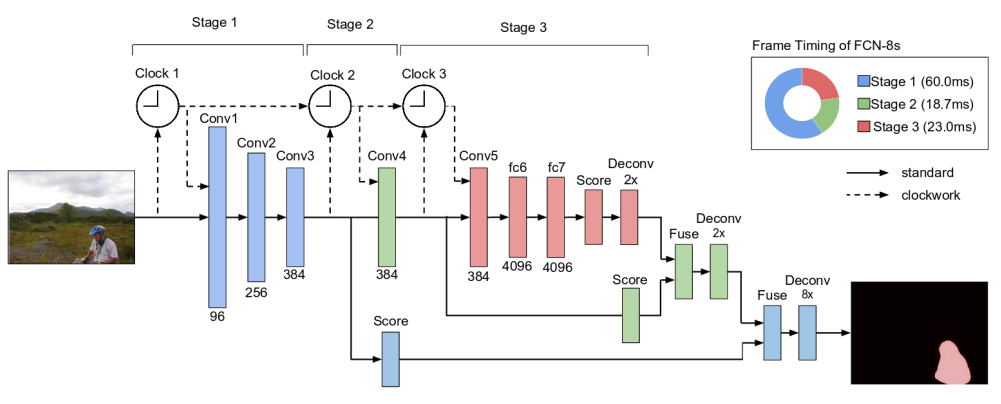 Stage 1
Stage 2
Stage 3
Clock 1
Clock 2
Clock 3
Frame Timing of FCN-8s
Stage 1 (60.0ms)
Stage 2 (18.7ms)
Stage 3 (23.0ms)
standard
clockwork
Conv1
Conv2
Conv3
Conv4
Conv5
fc6
fc7
Score
Deconv
2x
96
256
384
384
384
4096
4096
Score
Fuse
Deconv
2x
Score
Fuse
Deconv
8x